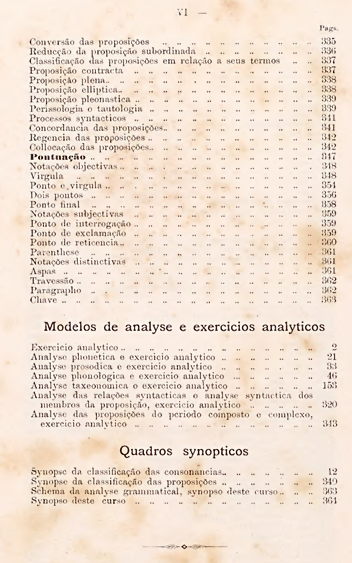 VI —
Pags.
Conversão das proposições .. 335
Reducção da proposição subordinada .. 336
Classificação das proposições em relação a seus termos .. 337
Proposição contracta .. 337
Proposição plena.. 338
Proposição elliptica.. 338
Proposição pleonastica .. 339
Perissologia o tautologia .. 339
Processos syntacticos .. 341
Concordancia das proposições.. 341
Regencia das proposições.. 342
Collocação das proposições.. 342
Pontuação .. 347
Notações objectivas.. 348
Virgula .. 348
Ponto e virgula .. 354
Dois pontos .. 356
Ponto final .. 358
Notações subjectivas .. 359
Ponto de interrogação .. 359
Ponto de exclamação .. 359
Ponto de reticencia.. 360
Parenthese .. 361
Notações distinctivas .. 361
Aspas .. 361
Travessão .. 362
Paragrapho .. 362
Chave .. 363
Modelos de analyse e exercicios analyticos
Exercicio analytico .. 2
Analyse phonetica e exercicio analytico .. 21
Analyse prosodica e exercicio analytico .. 33
Analyse phonologica e exercicio analytico .. 46
Analyse taxeonomica o exercicio analytico .. 153
Analyse das relações syntacticas o analyse syntactica dos
membros da proposição, exercicio analytico .. 320
Analyse das proposições do periodo composto e complexo,
exercicio analytico .. 343
Quadros synopticos
Synopse da classificação das consonancias.. 12
Synopse da classificação das proposições .. 349
Schema da analyse grammatical, synopse deste curso.. 363
Synopse deste curso .. 364